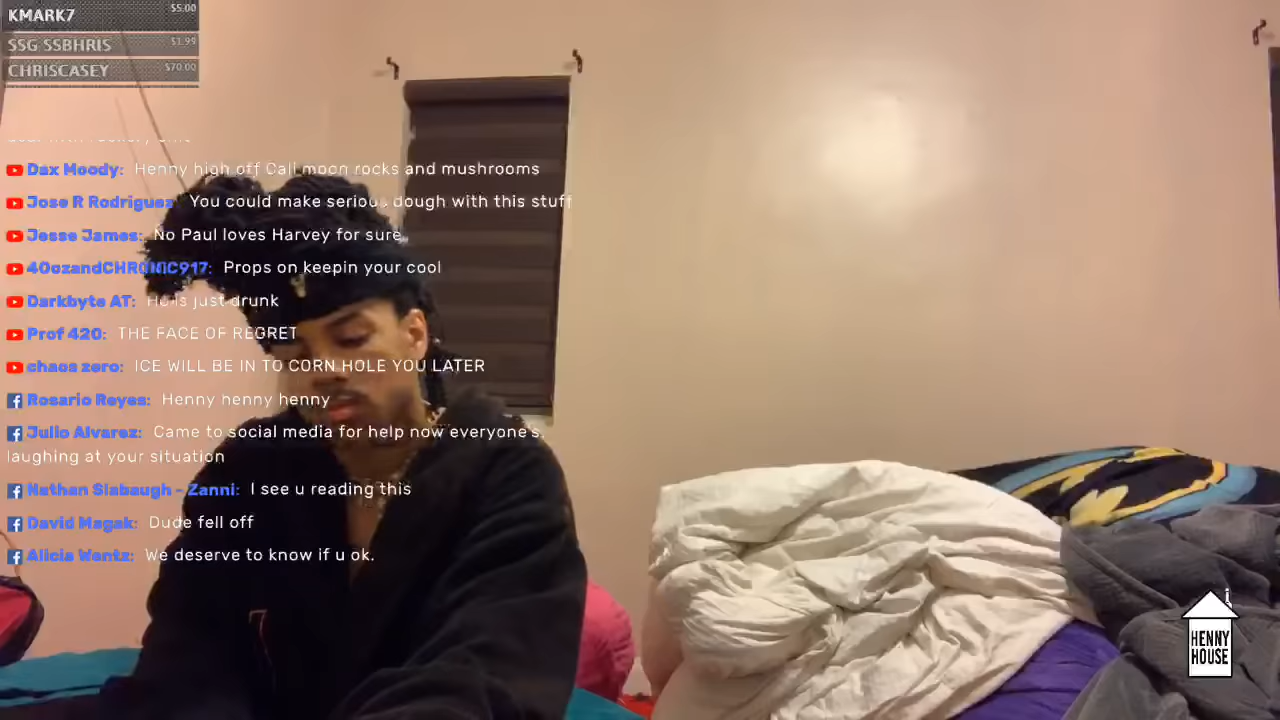 KMARK7 $5.00
SSG SSBHRIS $1.99
CHRISCASEY $70.00
Dax Moody: Henny high off Cali moon rocks and mushrooms
Jose R Rodriguez You could make serious dough with this stuff
Jesse James: No Paul loves Harvey for sure
40ozandCHRONIC917: Props on keepin your cool
Darkbyte AT: He is just drunk
Prof 420: THE FACE OF REGRET
chaos zero: ICE WILL BE IN TO CORN HOLE YOU LATER
Rosario Reyes: Henny henny henny
Julio Alvarez: Came to social media for help now everyone's
laughing at your situation
Nathan Slabaugh - Zanni: I see u reading this
David Magak: Dude fell off
Alicia Wentz: We deserve to know if u ok.
HENNY
HOUSE